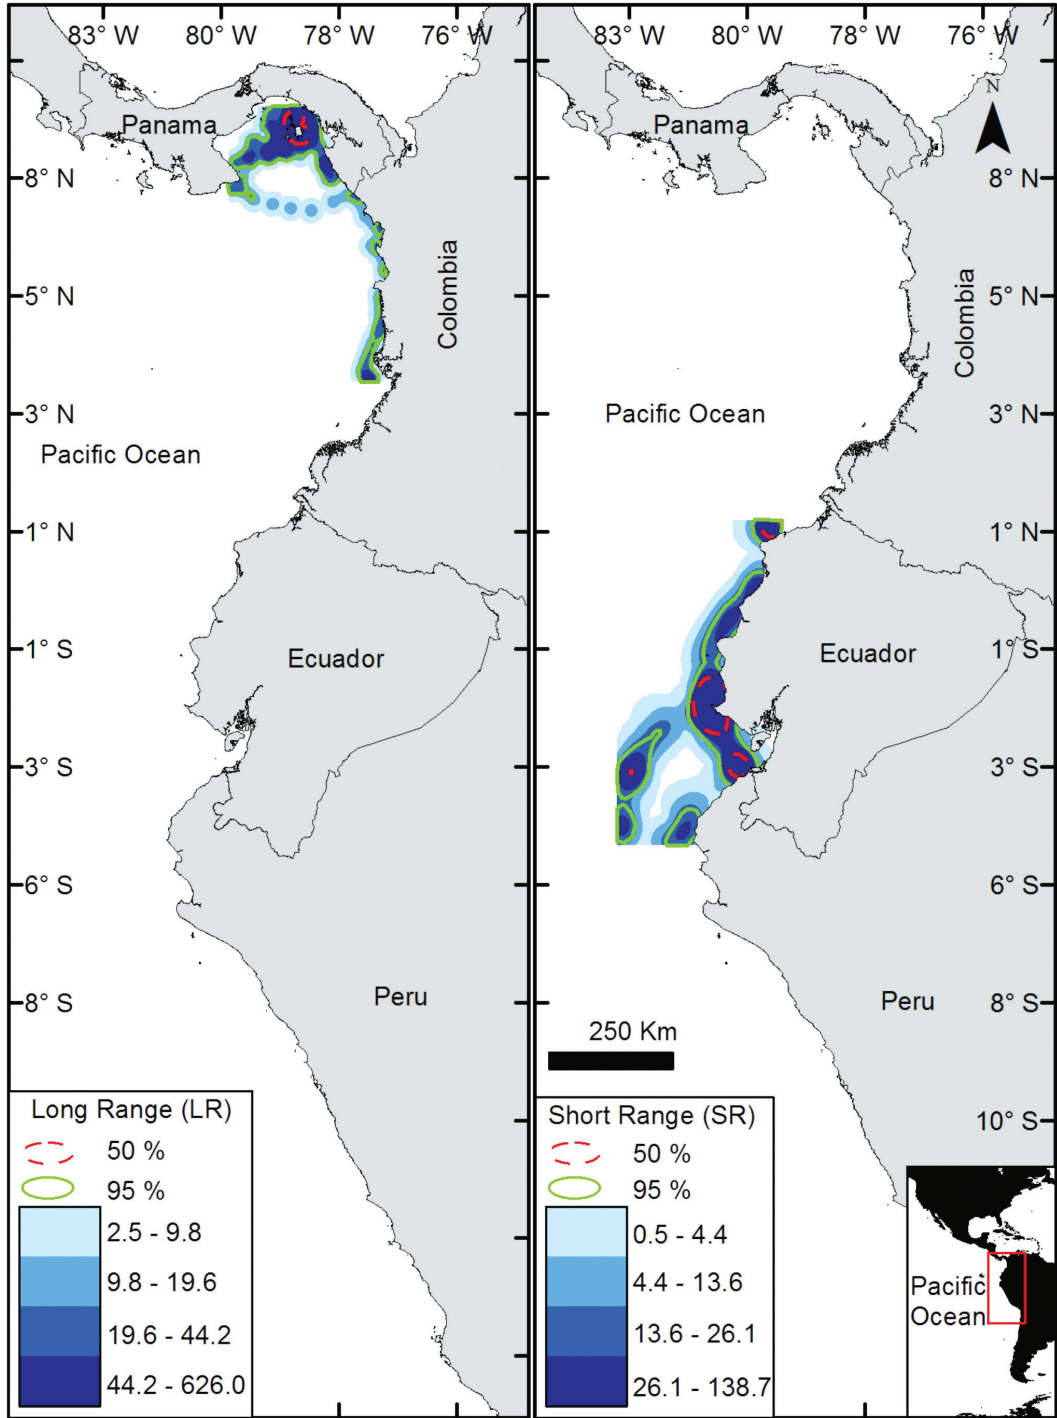 83° W 80° W 78° W 76° W
Panama
8° N
5° N
Colombia
3° N
Pacific Ocean
1° N
1° S
Ecuador
3° S
6° S
8° S
Peru
Long Range (LR)
50 %
95 %
2.5 - 9.8
9.8 - 19.6
19.6 - 44.2
44.2 - 626.0
83° W 80° W 78° W 76° W
N
Panama
8° N
Colombia
5° N
Pacific Ocean
3° N
1° N
Ecuador
1° S
3° S
6° S
Peru
8° S
250 Km
10° S
Short Range (SR)
50 %
95 %
0.5 - 4.4
4.4 - 13.6
13.6 - 26.1
26.1 - 138.7
Pacific
Ocean